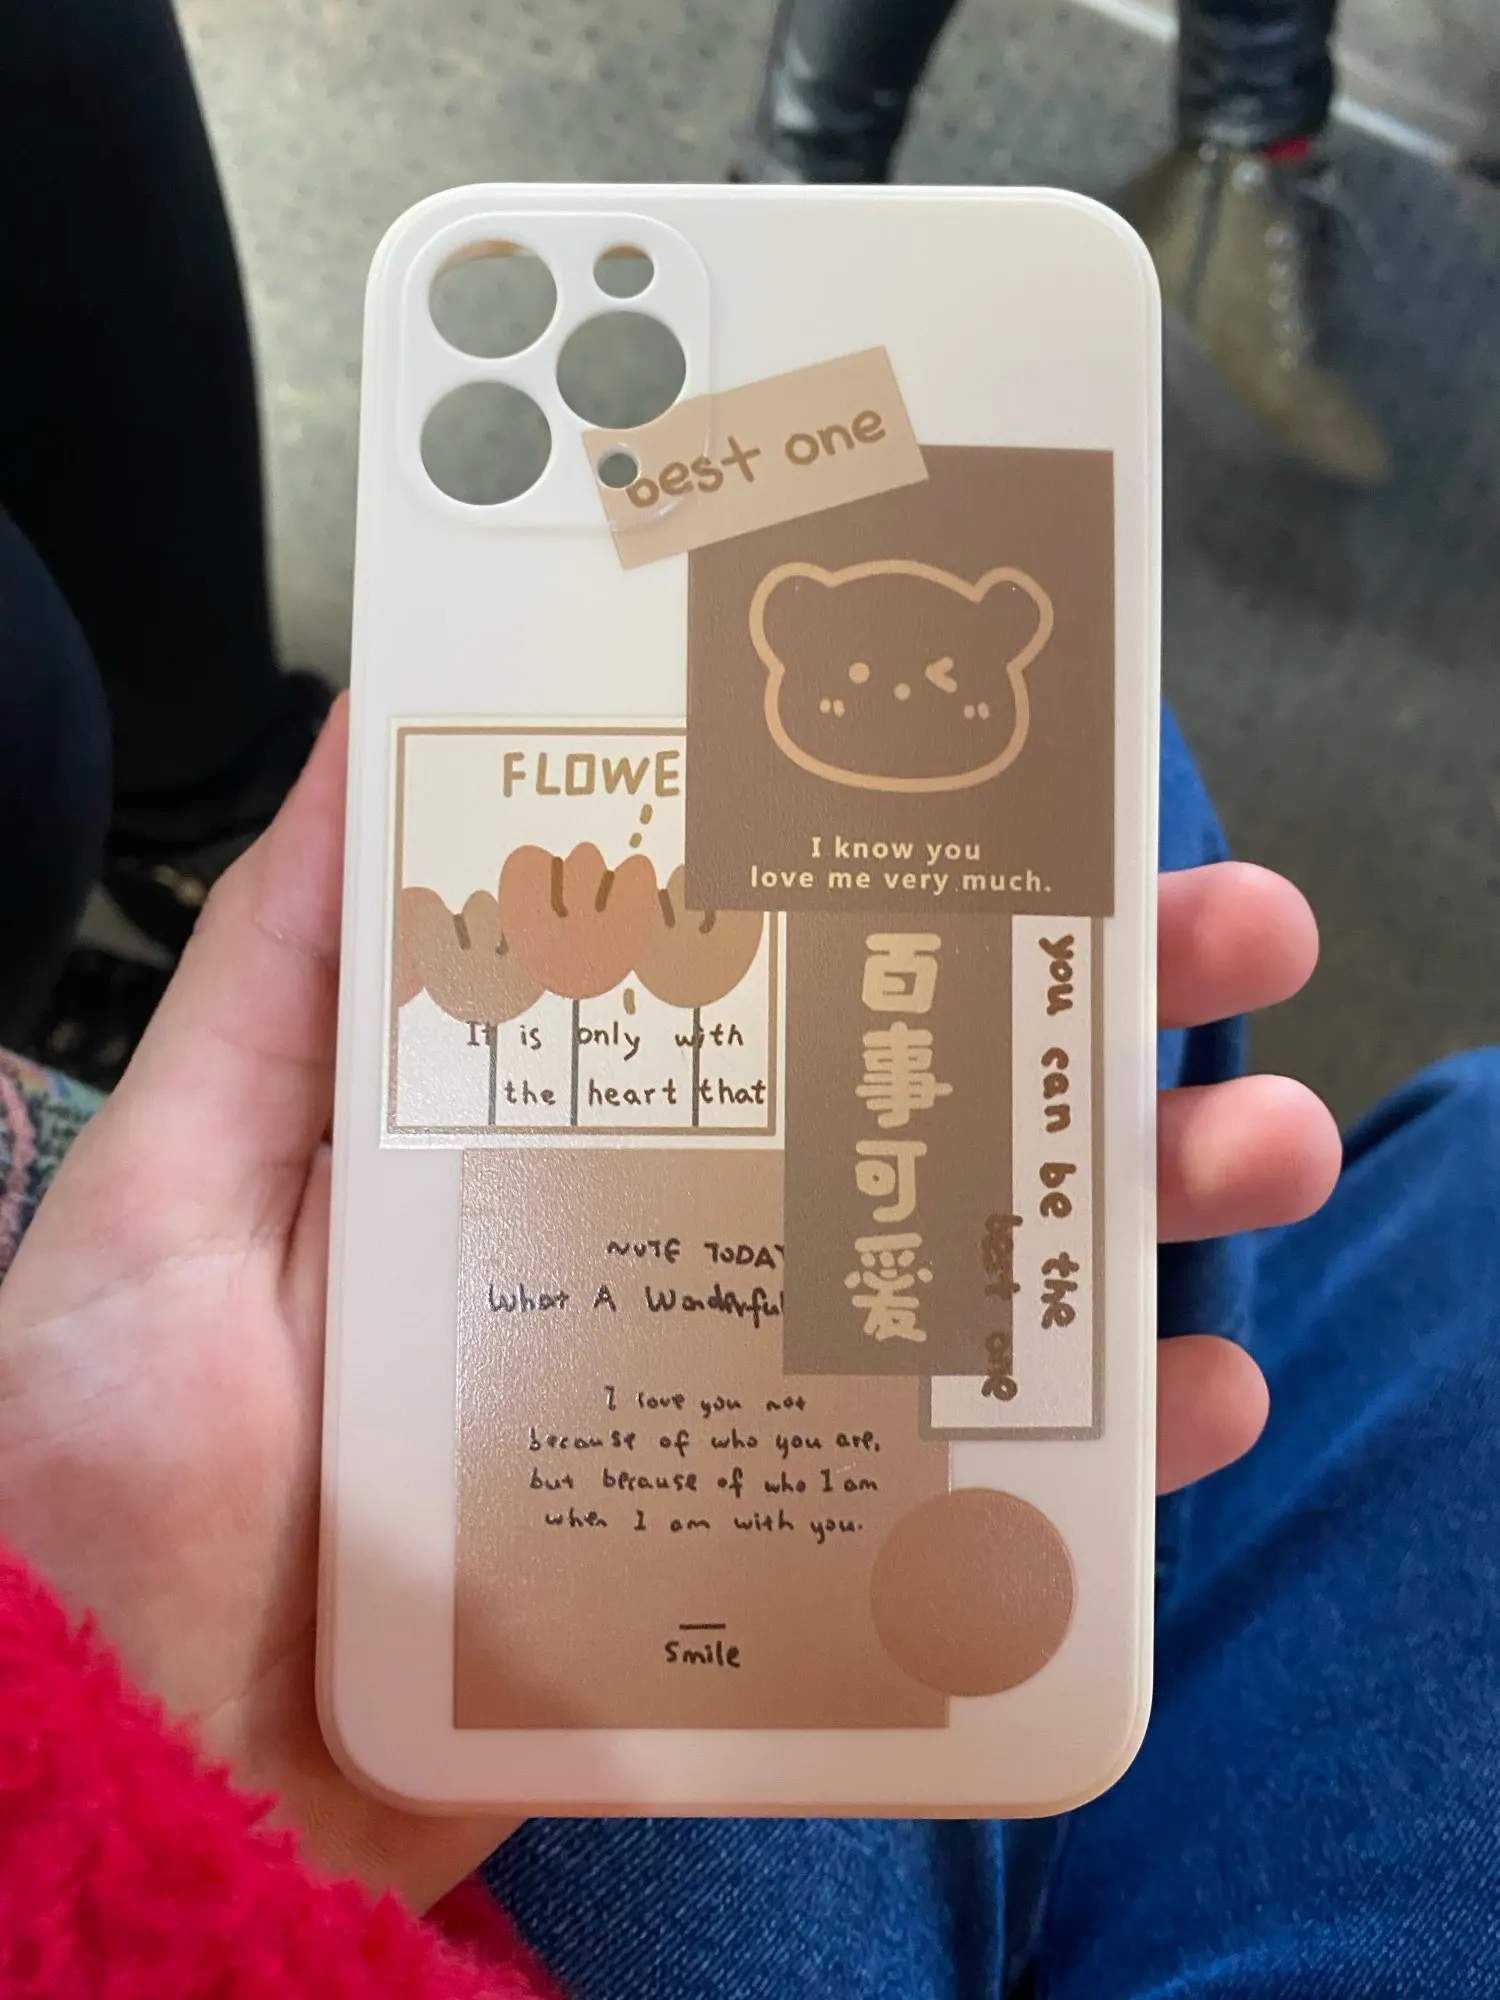 best one
I know you
love me very much.
FLOWE
It is only with
the heart that
百事可爱
you can be the
best one
NOTE TODAY
What A Wonderful
I love you not
because of who you are,
but because of who I am
when I am with you.
Smile